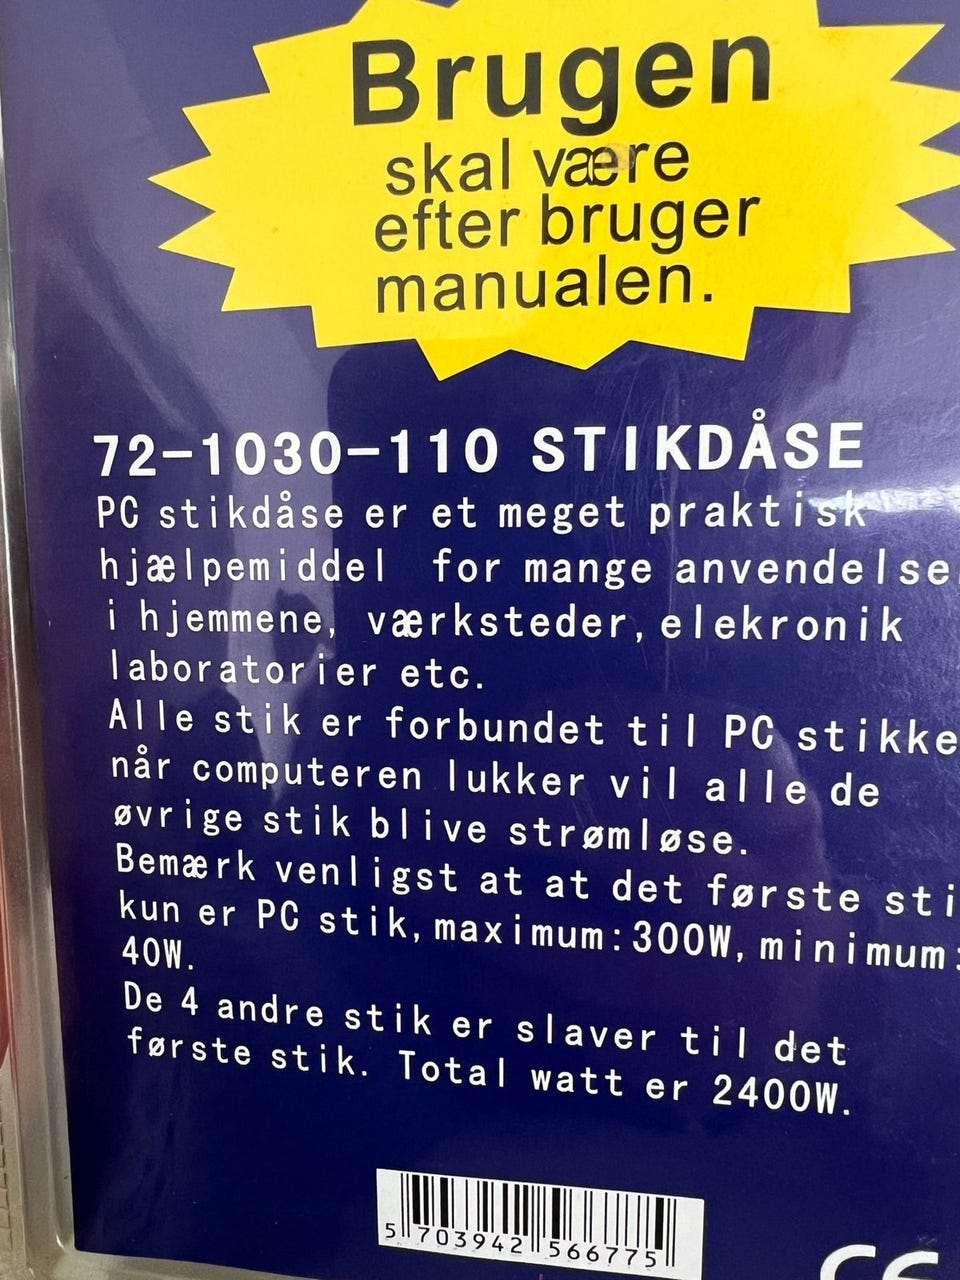 Brugen
skal være
efter bruger
manualen.
72-1030-110 STIKDÅSE
PC stikdåse er et meget praktisk
hjælpemiddel for mange anvendelse
i hjemmene, værksteder, elekronik
laboratorier etc.
Alle stik er forbundet til PC stikke
når computeren lukker vil alle de
øvrige stik blive strømløse.
Bemærk venligst at at det første sti
kun er PC stik, maximum:300W, minimum:
40W.
De 4 andre stik er slaver til det
første stik. Total watt er 2400W.
5 703942 566775
CE